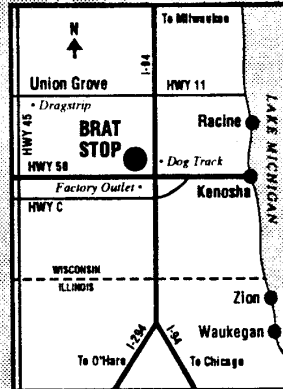 To Milwaukee
N
I-94
Union Grove
HWY 11
HWY 45
• Dragstrip
Racine
LAKE MICHIGAN
BRAT
STOP
• Dog Track
HWY 50
Factory Outlet •
Kenosha
HWY C
WISCONSIN
ILLINOIS
Zion
Waukegan
I-294
I-94
To O'Hare
To Chicago